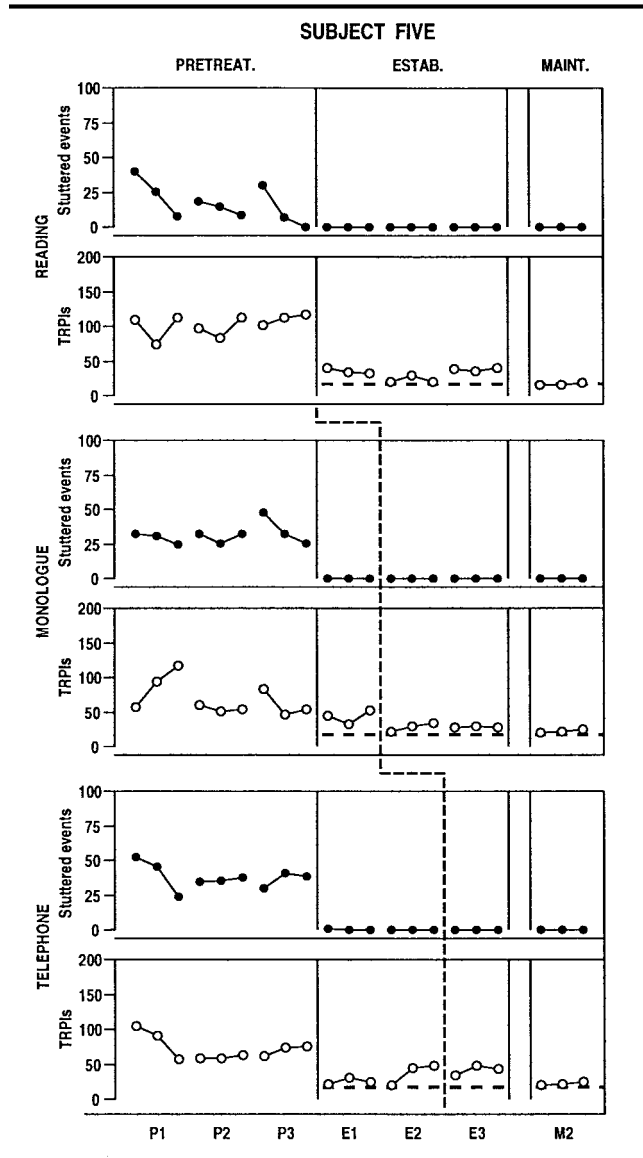 SUBJECT FIVE
PRETREAT. ESTAB. MAINT.
READING
Stuttered events
100
75
50
25
0
TRPIs
200
150
100
50
0
MONOLOGUE
Stuttered events
100
75
50
25
0
TRPIs
200
150
100
50
0
TELEPHONE
Stuttered events
100
75
50
25
0
TRPIs
200
150
100
50
0
P1 P2 P3 E1 E2 E3 M2